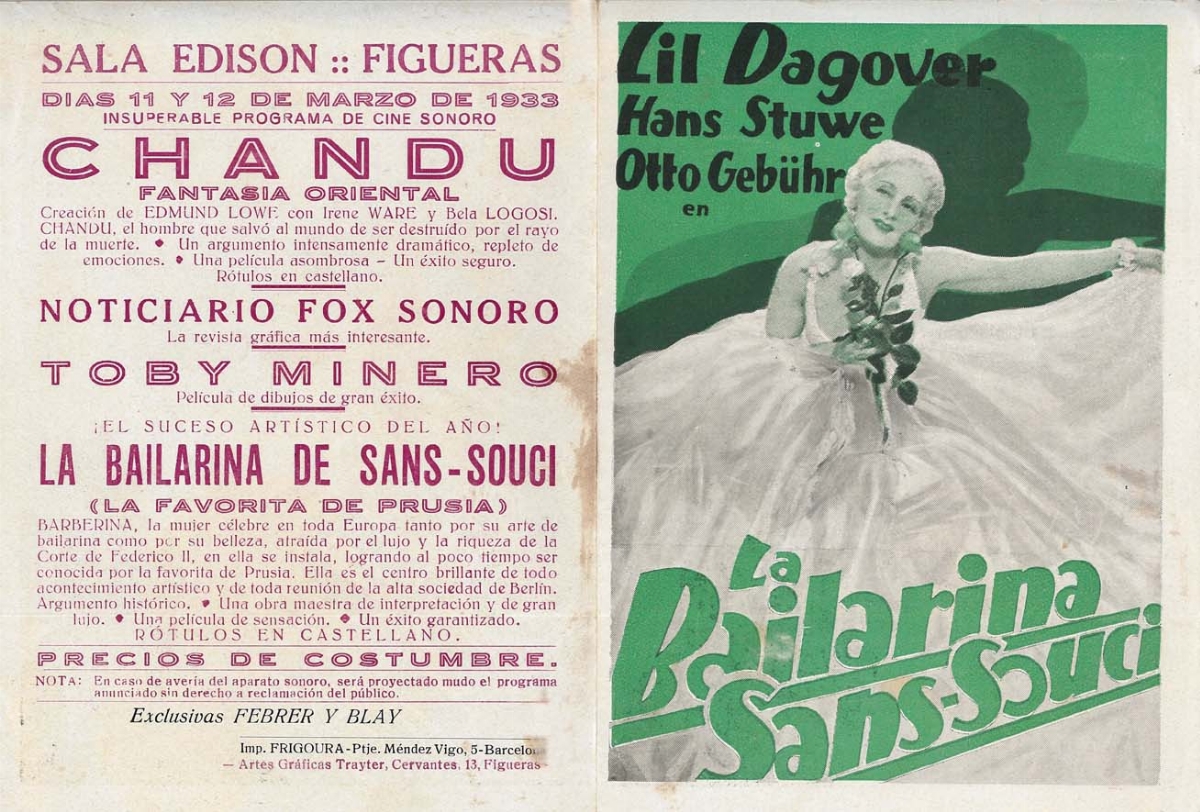 SALA EDISON :: FIGUERAS
DIAS 11 Y 12 DE MARZO DE 1933
INSUPERABLE PROGRAMA DE CINE SONORO
CHANDU
FANTASIA ORIENTAL
Creación de EDMUND LOWE con Irene WARE y Bela LOGOSI.
CHANDU, el hombre que salvó al mundo de ser destruído por el rayo
de la muerte. ♦ Un argumento intensamente dramático, repleto de
emociones. ♦ Una película asombrosa - Un éxito seguro.
Rótulos en castellano.
NOTICIARIO FOX SONORO
La revista gráfica más interesante.
TOBY MINERO
Película de dibujos de gran éxito.
¡EL SUCESO ARTÍSTICO DEL AÑO!
LA BAILARINA DE SANS-SOUCI
(LA FAVORITA DE PRUSIA)
BARBERINA, la mujer célebre en toda Europa tanto por su arte de
bailarina como por su belleza, atraída por el lujo y la riqueza de la
Corte de Federico II, en ella se instala, logrando al poco tiempo ser
conocida por la favorita de Prusia. Ella es el centro brillante de todo
acontecimiento artístico y de toda reunión de la alta sociedad de Berlín.
Argumento histórico. ♦ Una obra maestra de interpretación y de gran
lujo. ♦ Una película de sensación. ♦ Un éxito garantizado.
RÓTULOS EN CASTELLANO.
PRECIOS DE COSTUMBRE.
NOTA: En caso de avería del aparato sonoro, será proyectado mudo el programa
anunciado sin derecho a reclamación del público.
Exclusivas FEBRER Y BLAY
Imp. FRIGOURA-Ptje. Méndez Vigo, 5-Barcelo
— Artes Gráficas Trayter, Cervantes, 13, Figueras
Lil Dagover
Hans Stuwe
Otto Gebühr
en
La
Bailarina
Sans-Souci